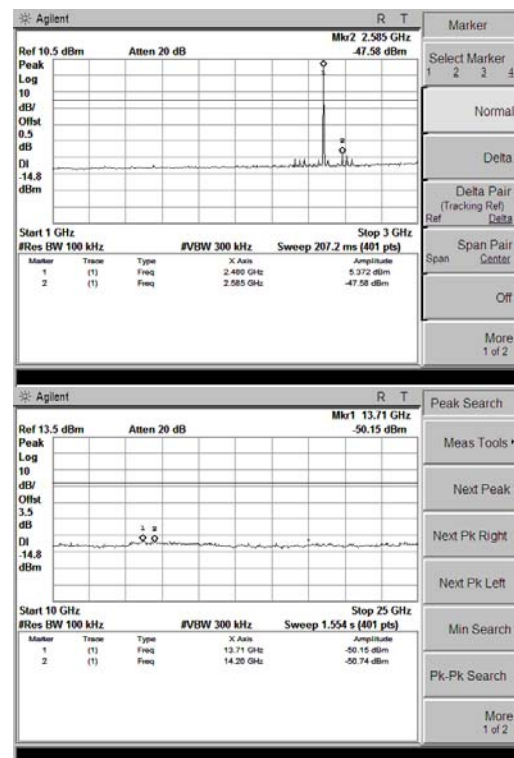 Agilent R T
Mkr2 2.585 GHz
Ref 10.5 dBm Atten 20 dB -47.58 dBm
Peak
Log
10
dB/
Offst
0.5
dB
DI
-14.8
dBm
1
2
Start 1 GHz Stop 3 GHz
#Res BW 100 kHz #VBW 300 kHz Sweep 207.2 ms (401 pts)
Marker Trace Type X Axis Amplitude
1 (1) Freq 2.480 GHz 5.372 dBm
2 (1) Freq 2.585 GHz -47.58 dBm
Marker
Select Marker
1 2 3 4
Normal
Delta
Delta Pair
(Tracking Ref)
Ref Delta
Span Pair
Span Center
Off
More
1 of 2
Agilent R T
Mkr1 13.71 GHz
Ref 13.5 dBm Atten 20 dB -50.15 dBm
Peak
Log
10
dB/
Offst
3.5
dB
DI
-14.8
dBm
1 2
Start 10 GHz Stop 25 GHz
#Res BW 100 kHz #VBW 300 kHz Sweep 1.554 s (401 pts)
Marker Trace Type X Axis Amplitude
1 (1) Freq 13.71 GHz -50.15 dBm
2 (1) Freq 14.20 GHz -50.74 dBm
Peak Search
Meas Tools
Next Peak
Next Pk Right
Next Pk Left
Min Search
Pk-Pk Search
More
1 of 2